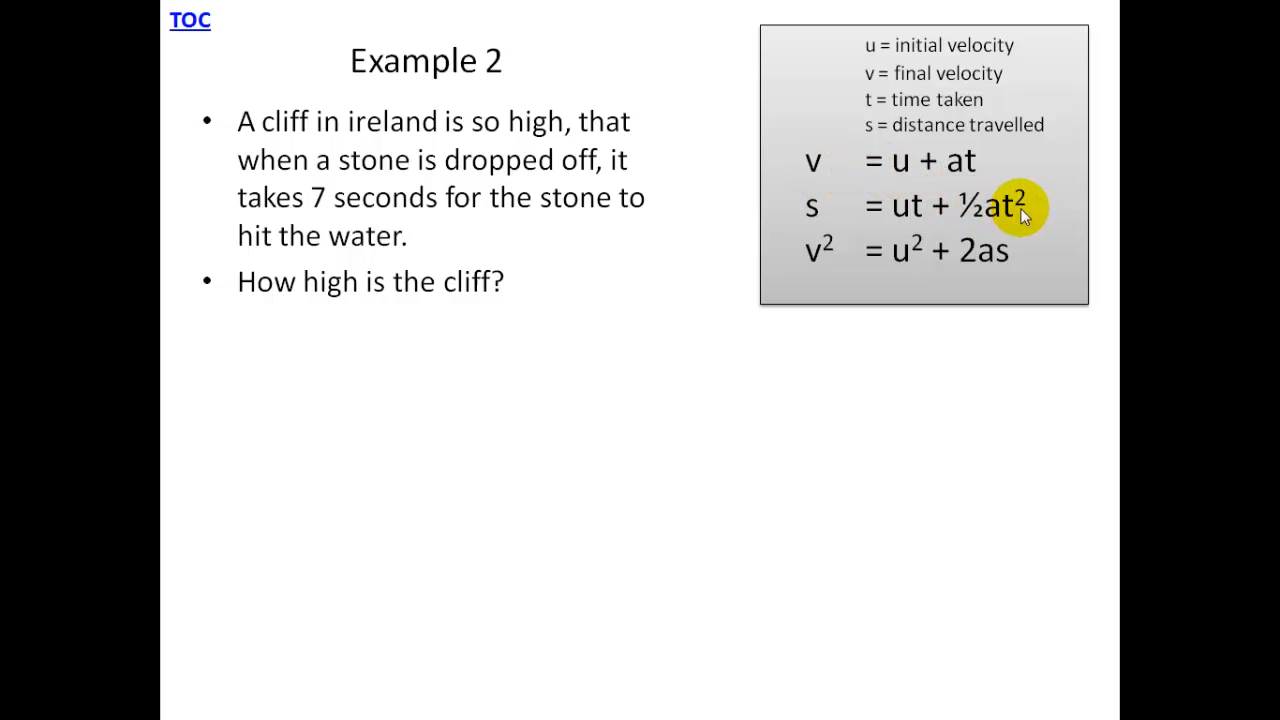 TOC
Example 2
• A cliff in ireland is so high, that
when a stone is dropped off, it
takes 7 seconds for the stone to
hit the water.
• How high is the cliff?
u = initial velocity
v = final velocity
t = time taken
s = distance travelled
v = u + at
s = ut + ½at²
v² = u² + 2as